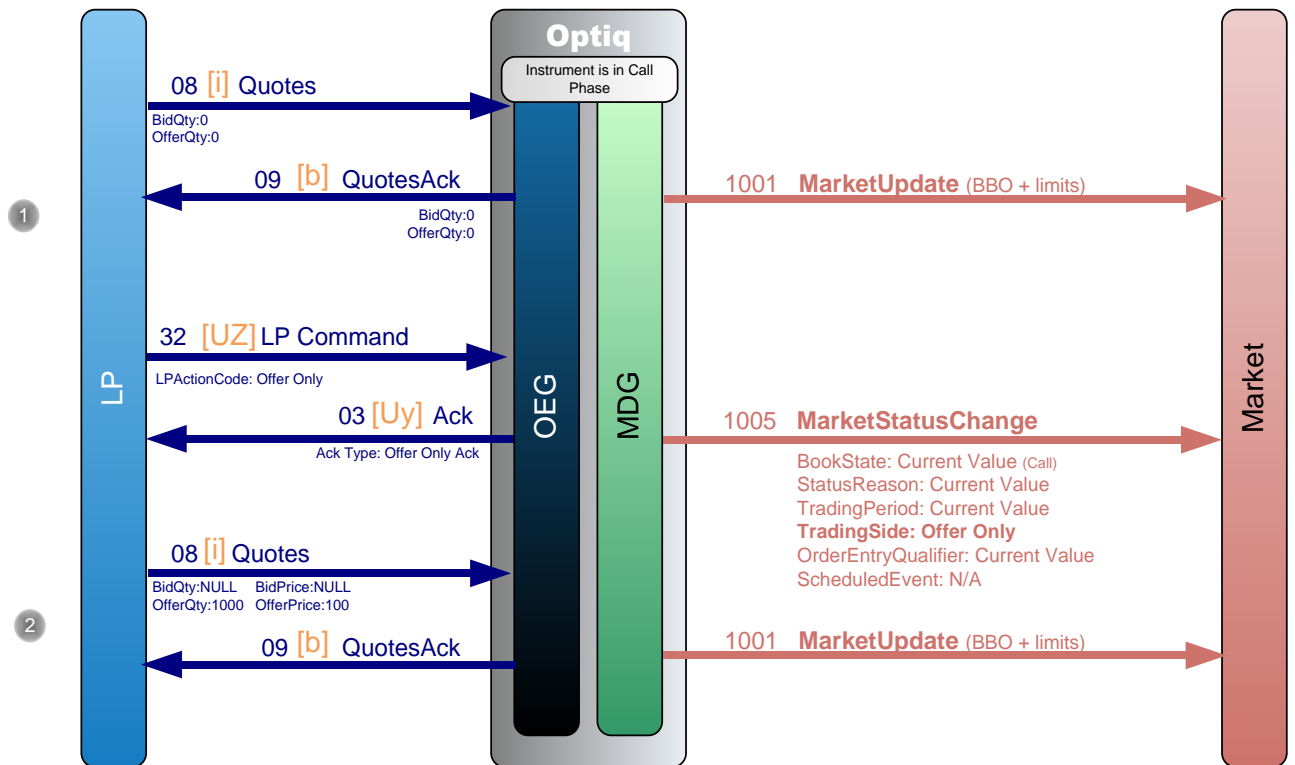 Optiq
Instrument is in Call
Phase
08 [i] Quotes
BidQty:0
OfferQty:0
09 [b] QuotesAck
BidQty:0
OfferQty:0
1001 MarketUpdate (BBO + limits)
1
32 [UZ] LP Command
LPActionCode: Offer Only
LP
OEG
MDG
Market
03 [Uy] Ack
Ack Type: Offer Only Ack
1005 MarketStatusChange
BookState: Current Value (Call)
StatusReason: Current Value
TradingPeriod: Current Value
TradingSide: Offer Only
OrderEntryQualifier: Current Value
ScheduledEvent: N/A
08 [i] Quotes
BidQty:NULL BidPrice:NULL
OfferQty:1000 OfferPrice:100
2
09 [b] QuotesAck
1001 MarketUpdate (BBO + limits)